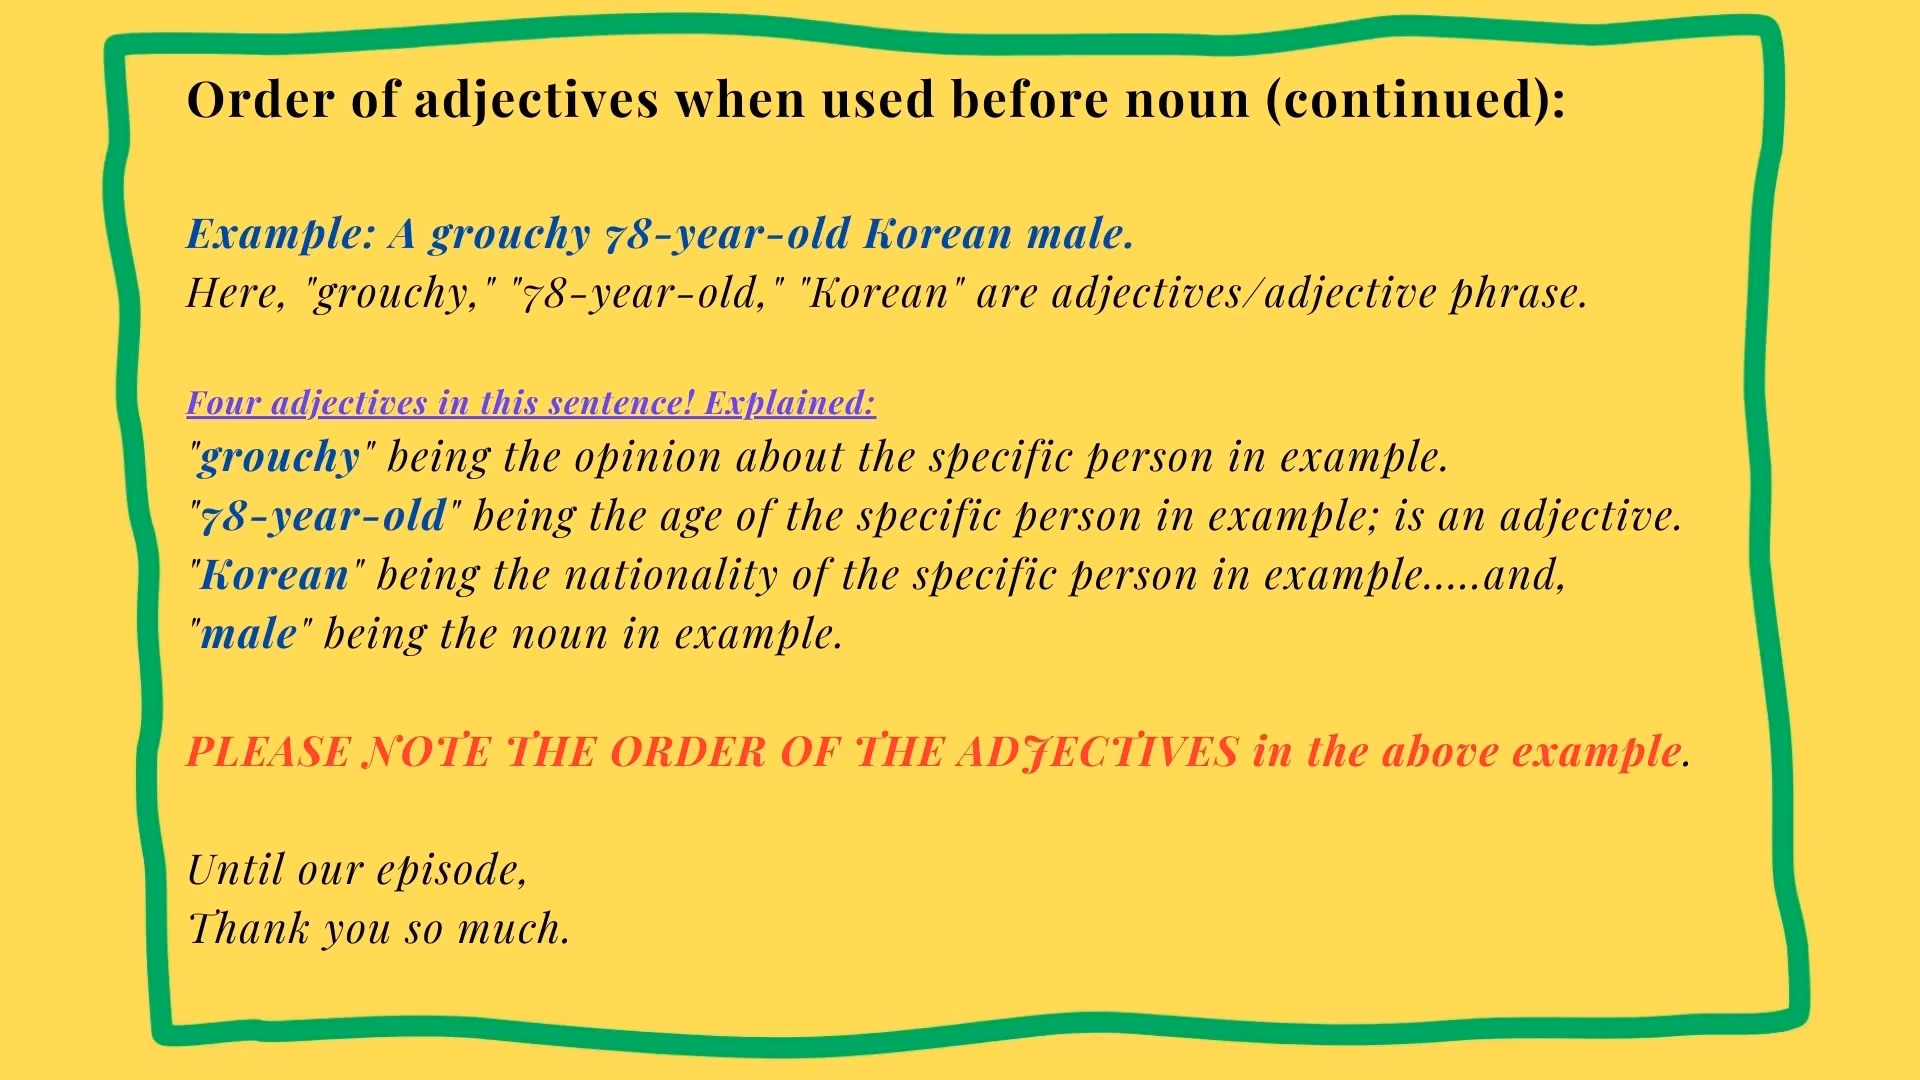 Order of adjectives when used before noun (continued):
Example: A grouchy 78-year-old Korean male.
Here, "grouchy," "78-year-old," "Korean" are adjectives/adjective phrase.
Four adjectives in this sentence! Explained:
"grouchy" being the opinion about the specific person in example.
"78-year-old" being the age of the specific person in example; is an adjective.
"Korean" being the nationality of the specific person in example.....and,
"male" being the noun in example.
PLEASE NOTE THE ORDER OF THE ADJECTIVES in the above example.
Until our episode,
Thank you so much.